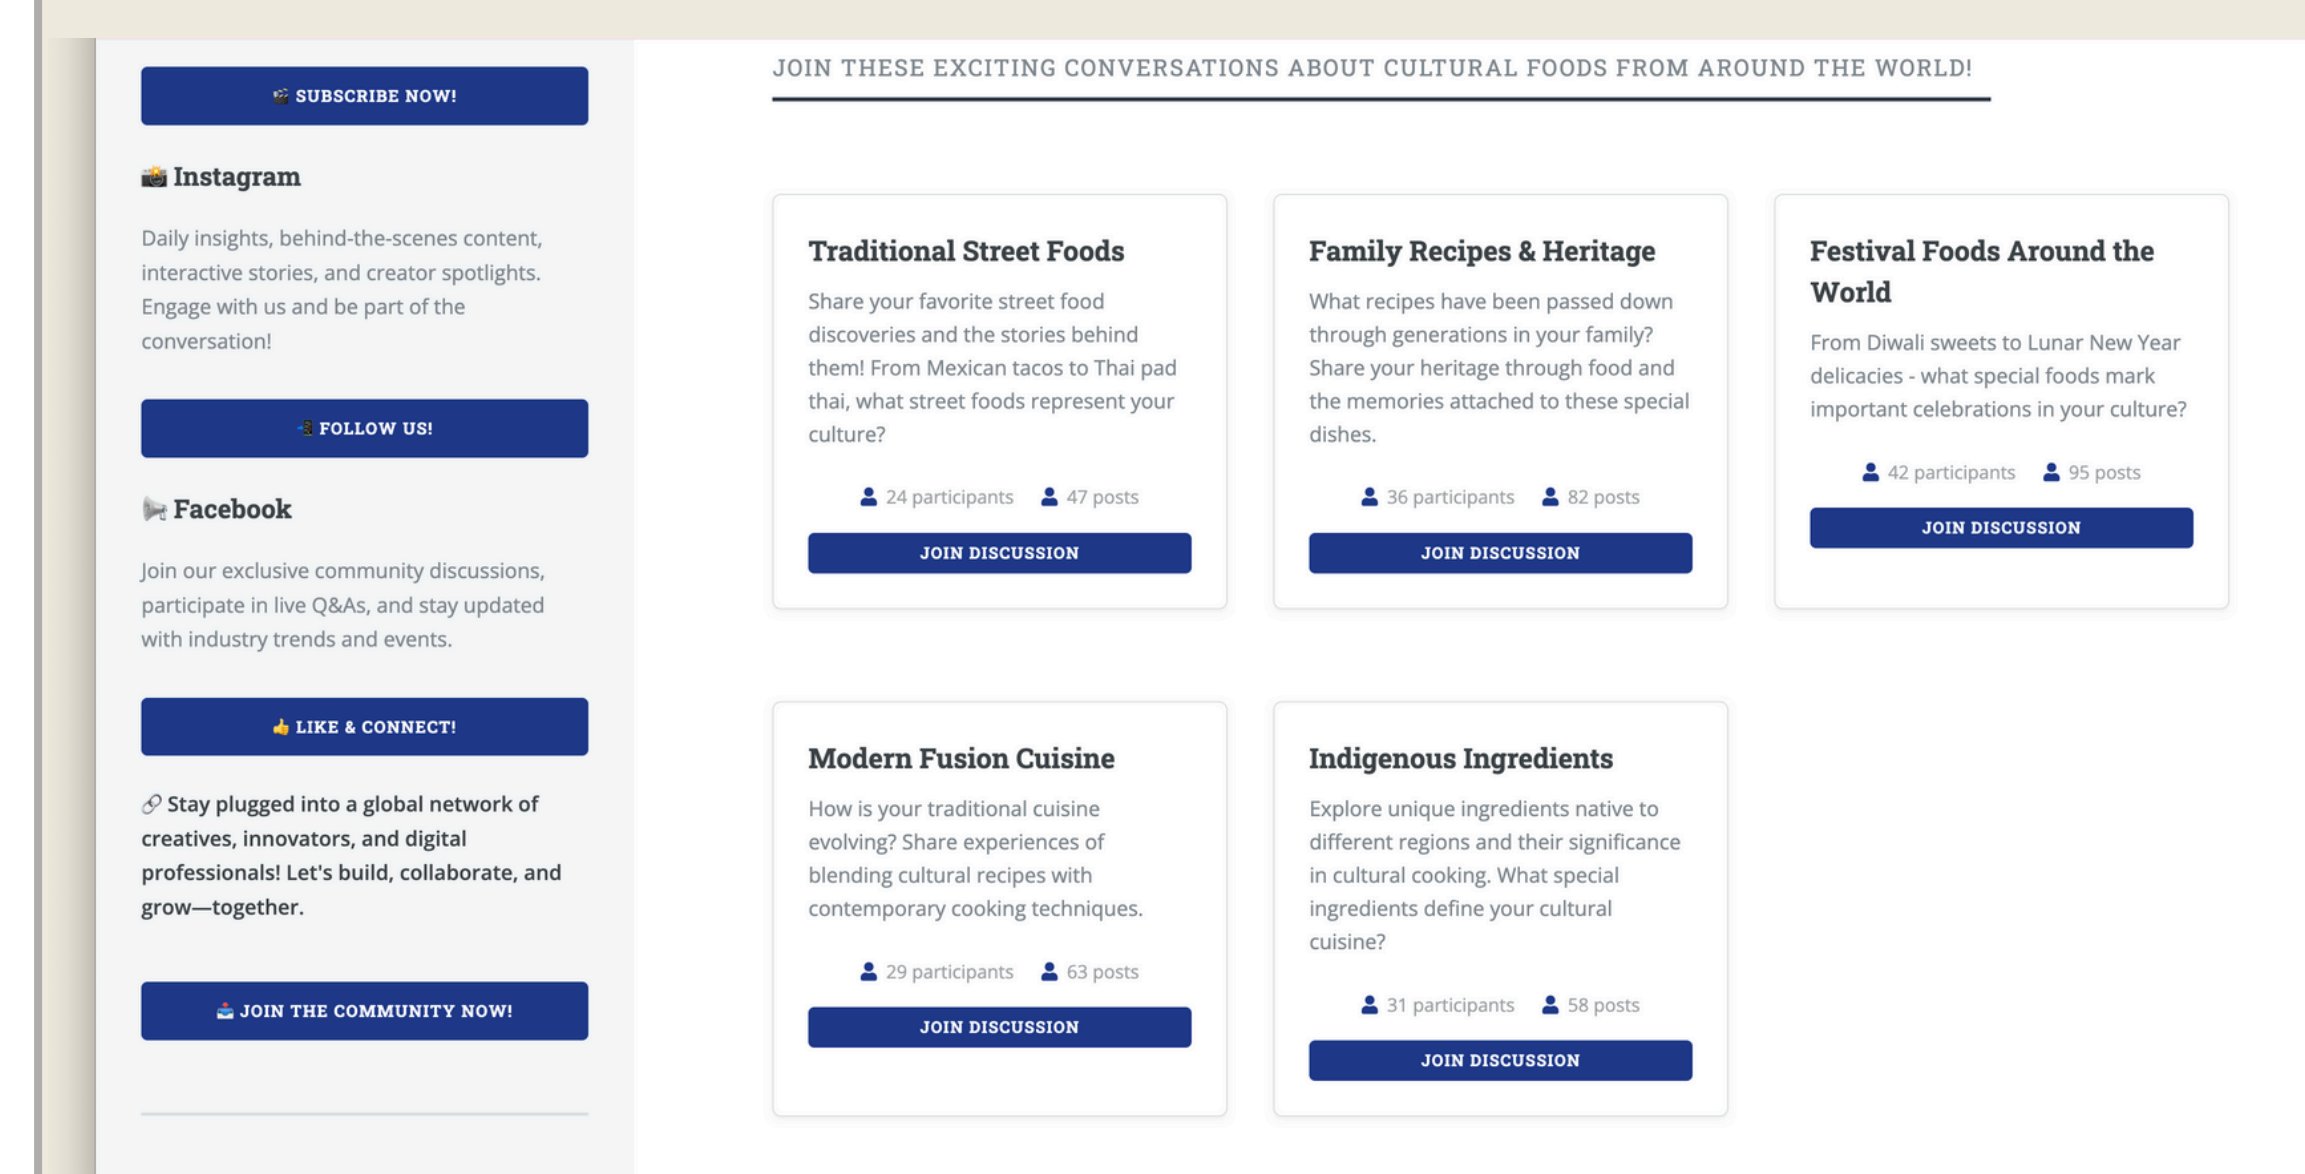 SUBSCRIBE NOW!
Instagram
Daily insights, behind-the-scenes content,
interactive stories, and creator spotlights.
Engage with us and be part of the
conversation!
FOLLOW US!
Facebook
Join our exclusive community discussions,
participate in live Q&As, and stay updated
with industry trends and events.
LIKE & CONNECT!
Stay plugged into a global network of
creatives, innovators, and digital
professionals! Let's build, collaborate, and
grow—together.
JOIN THE COMMUNITY NOW!
JOIN THESE EXCITING CONVERSATIONS ABOUT CULTURAL FOODS FROM AROUND THE WORLD!
Traditional Street Foods
Share your favorite street food
discoveries and the stories behind
them! From Mexican tacos to Thai pad
thai, what street foods represent your
culture?
24 participants 47 posts
JOIN DISCUSSION
Family Recipes & Heritage
What recipes have been passed down
through generations in your family?
Share your heritage through food and
the memories attached to these special
dishes.
36 participants 82 posts
JOIN DISCUSSION
Festival Foods Around the
World
From Diwali sweets to Lunar New Year
delicacies - what special foods mark
important celebrations in your culture?
42 participants 95 posts
JOIN DISCUSSION
Modern Fusion Cuisine
How is your traditional cuisine
evolving? Share experiences of
blending cultural recipes with
contemporary cooking techniques.
29 participants 63 posts
JOIN DISCUSSION
Indigenous Ingredients
Explore unique ingredients native to
different regions and their significance
in cultural cooking. What special
ingredients define your cultural
cuisine?
31 participants 58 posts
JOIN DISCUSSION